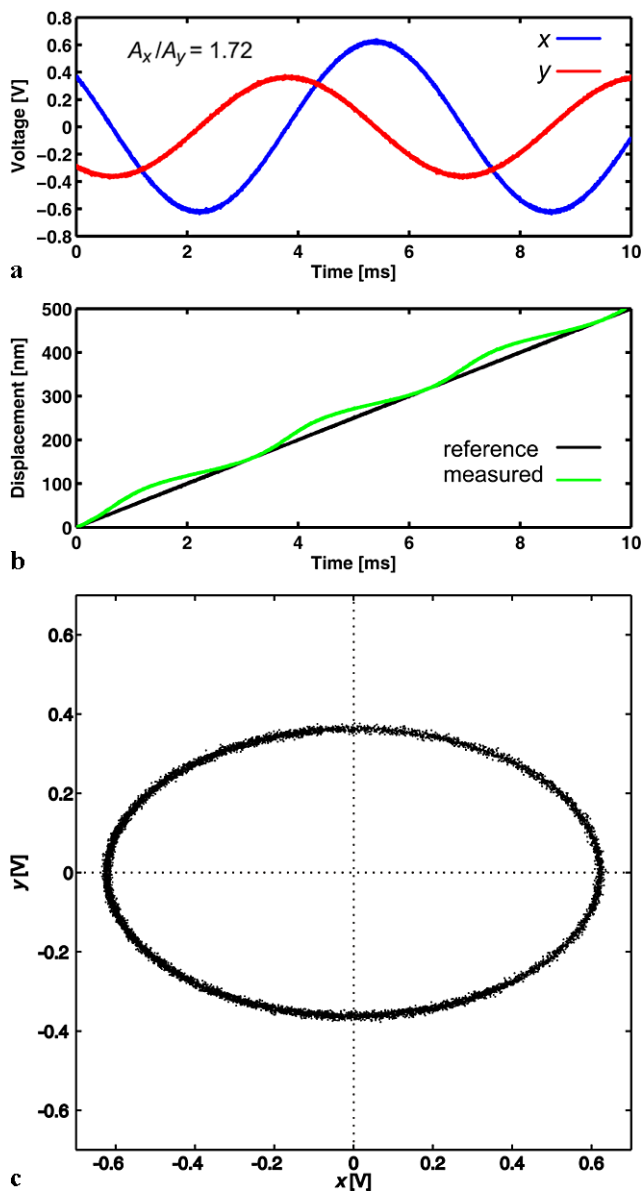 0.8
0.6
0.4
0.2
0
−0.2
−0.4
−0.6
−0.8
Voltage [V]
Ax/Ay = 1.72
x
y
0 2 4 6 8 10
Time [ms]
a
500
400
300
200
100
0
Displacement [nm]
reference
measured
0 2 4 6 8 10
Time [ms]
b
0.6
0.4
0.2
0
-0.2
-0.4
-0.6
y[V]
-0.6 -0.4 -0.2 0 0.2 0.4 0.6
x[V]
c